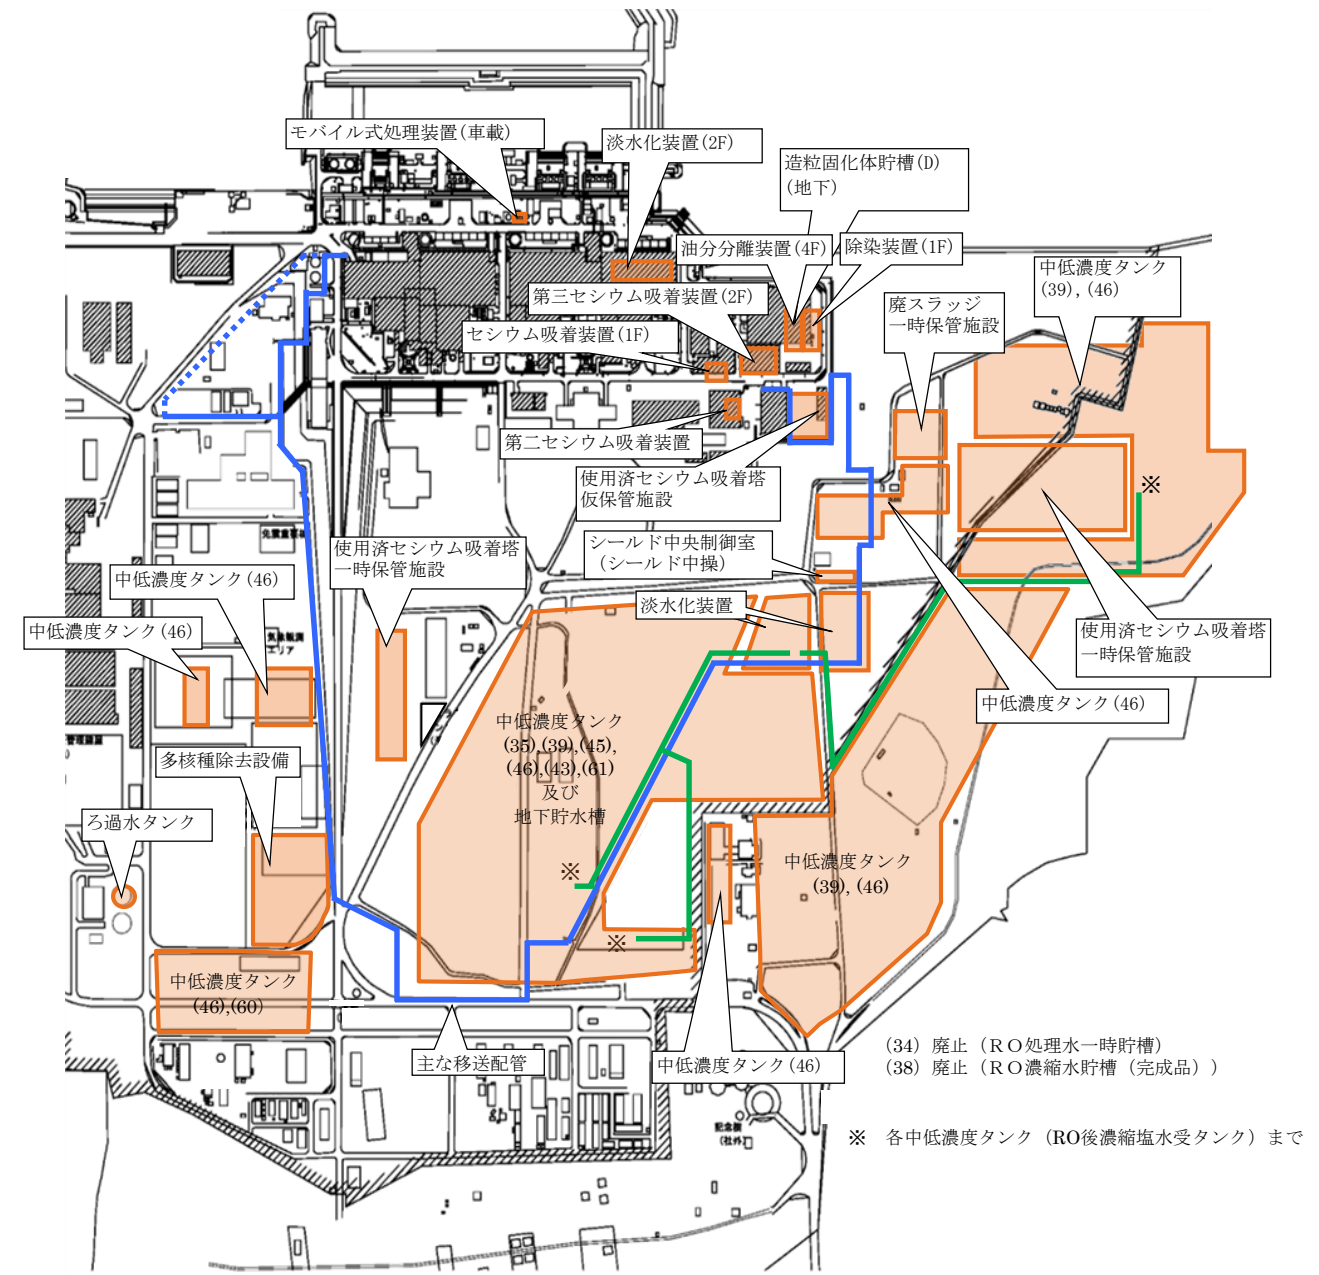 モバイル式処理装置(車載)
淡水化装置(2F)
造粒固化体貯槽(D)
(地下)
油分分離装置(4F)
除染装置(1F)
中低濃度タンク
(39), (46)
第三セシウム吸着装置(2F)
廃スラッジ
一時保管施設
セシウム吸着装置(1F)
第二セシウム吸着装置
使用済セシウム吸着塔
仮保管施設
※
シールド中央制御室
(シールド中操)
使用済セシウム吸着塔
一時保管施設
中低濃度タンク(46)
淡水化装置
中低濃度タンク(46)
気象観測
エリア
使用済セシウム吸着塔
一時保管施設
中低濃度タンク(46)
中低濃度タンク
(35),(39),(45),
(46),(43),(61)
及び
地下貯水槽
多核種除去設備
ろ過水タンク
※
中低濃度タンク
(39), (46)
※
中低濃度タンク
(46),(60)
主な移送配管
中低濃度タンク(46)
(34) 廃止（ＲＯ処理水一時貯槽）
(38) 廃止（ＲＯ濃縮水貯槽（完成品））
記念館
(社外)
※ 各中低濃度タンク（RO後濃縮塩水受タンク）まで